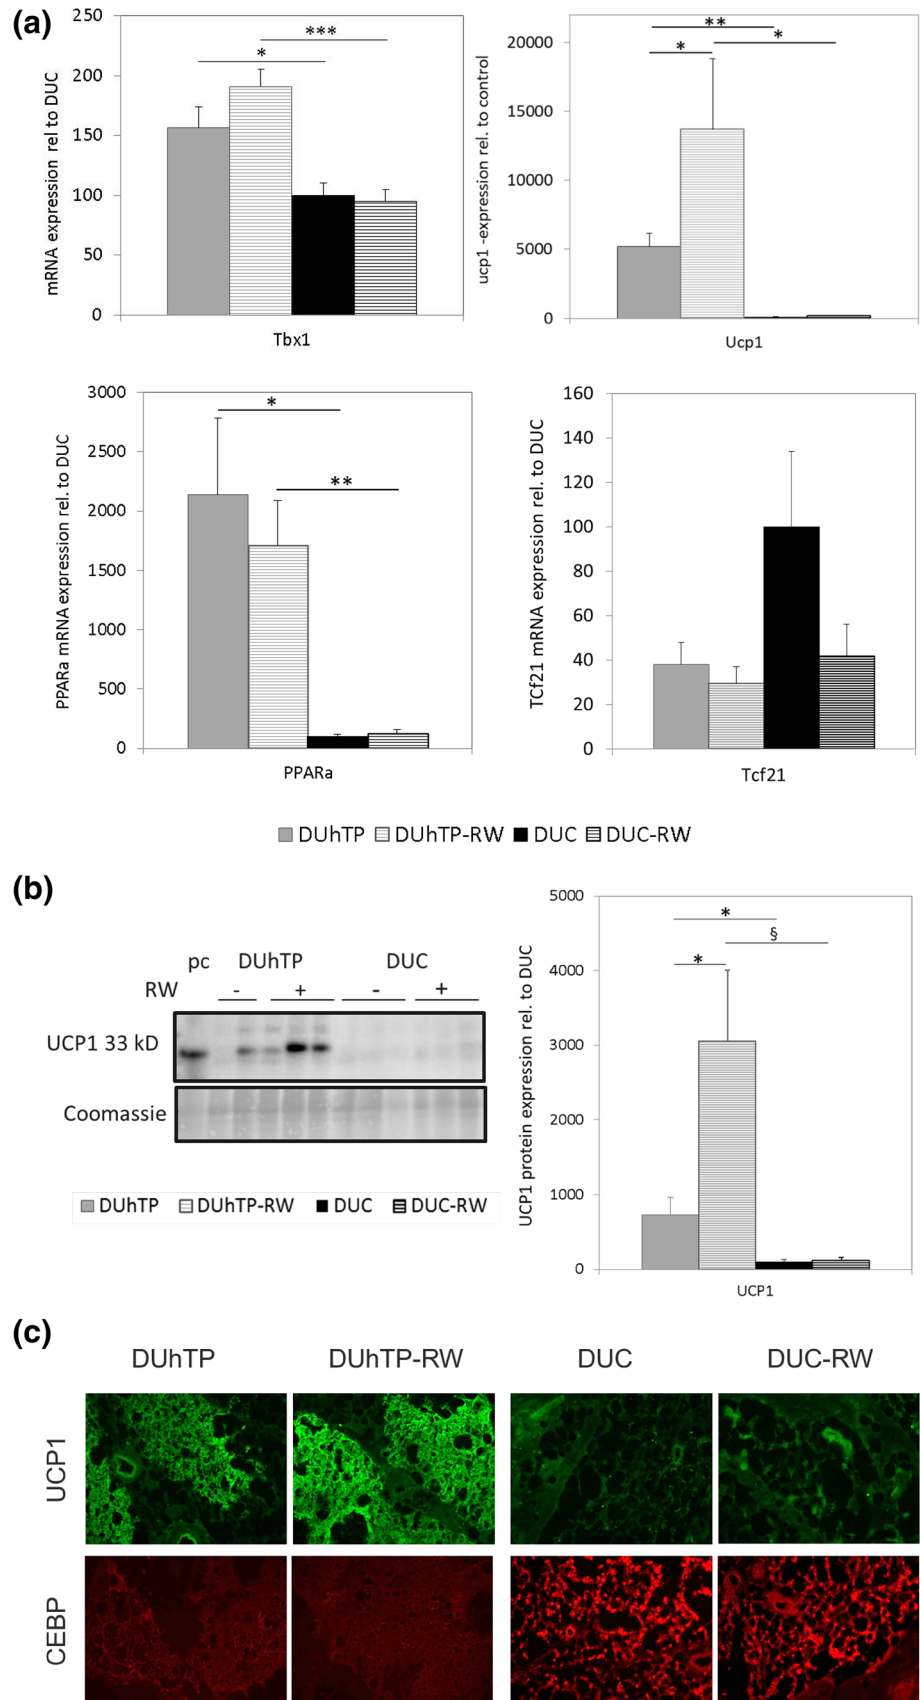 (a)
mRNA expression rel to DUC
250
200
150
100
50
0
*
***
Tbx1
ucp1 -expression rel. to control
20000
15000
10000
5000
0
**
*
*
Ucp1
PPARa mRNA expression rel. to DUC
3000
2500
2000
1500
1000
500
0
*
**
PPARa
TCf21 mRNA expression rel. to DUC
160
140
120
100
80
60
40
20
0
Tcf21
DUhTP DUhTP-RW DUC DUC-RW
(b)
pc DUhTP DUC
RW - + - +
UCP1 33 kD
Coomassie
DUhTP DUhTP-RW DUC DUC-RW
UCP1 protein expression rel. to DUC
5000
4000
3000
2000
1000
0
*
§
*
UCP1
(c)
DUhTP DUhTP-RW DUC DUC-RW
UCP1
CEBP